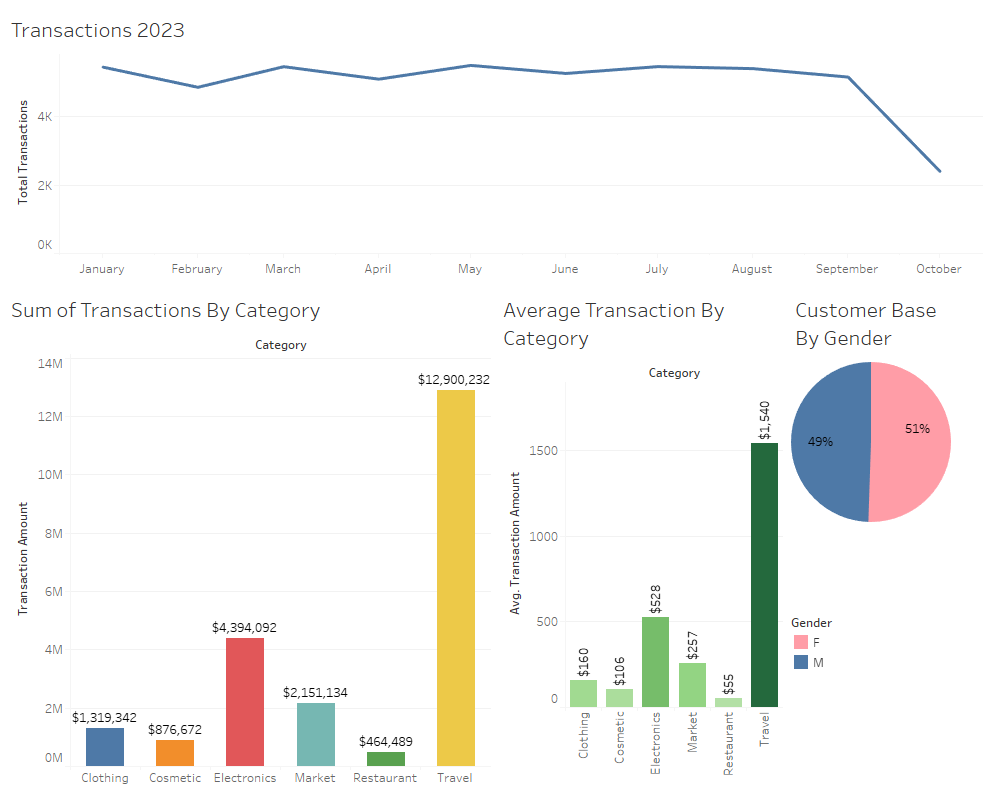 Transactions 2023
Total Transactions
4K
2K
0K
January February March April May June July August September October
Sum of Transactions By Category
Category
Transaction Amount
14M
12M
10M
8M
6M
4M
2M
0M
$1,319,342
$876,672
$4,394,092
$2,151,134
$464,489
$12,900,232
Clothing Cosmetic Electronics Market Restaurant Travel
Average Transaction By
Category
Category
Avg. Transaction Amount
1500
1000
500
0
$160
$106
$528
$257
$55
$1,540
Clothing
Cosmetic
Electronics
Market
Restaurant
Travel
Customer Base
By Gender
49%
51%
Gender
F
M